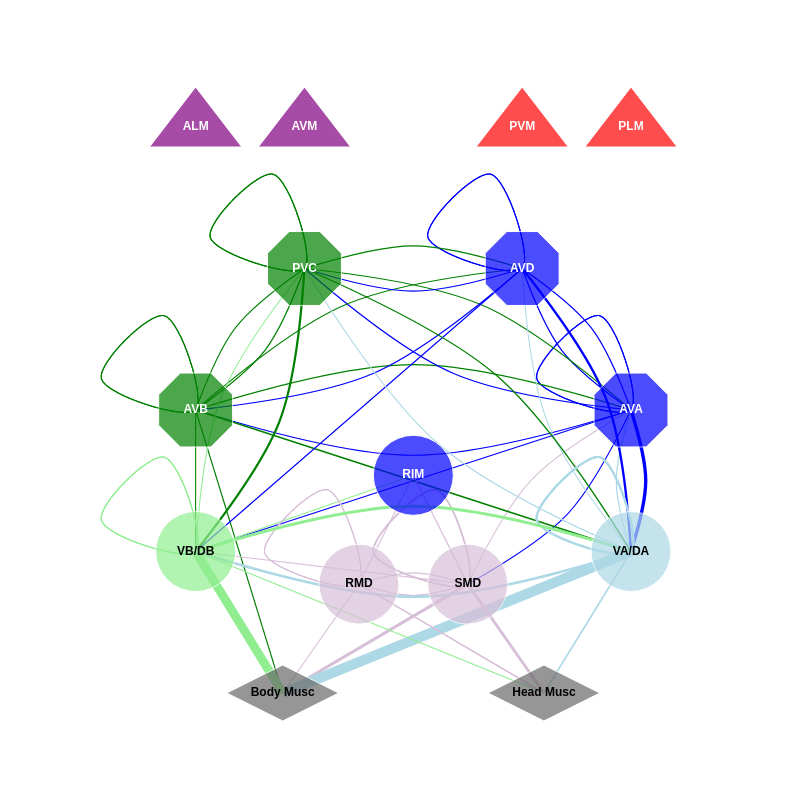 ALM
AVM
PVM
PLM
PVC
AVD
AVB
AVA
RIM
VB/DB
RMD
SMD
VA/DA
Body Musc
Head Musc